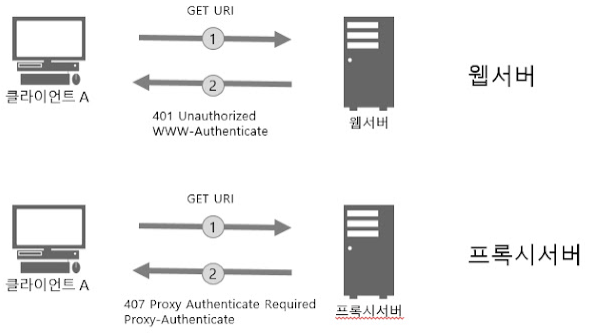 GET URI
1
2
클라이언트 A
401 Unauthorized
WWW-Authenticate
웹서버
웹서버
GET URI
1
2
클라이언트 A
407 Proxy Authenticate Required
Proxy-Authenticate
프록시서버
프록시서버